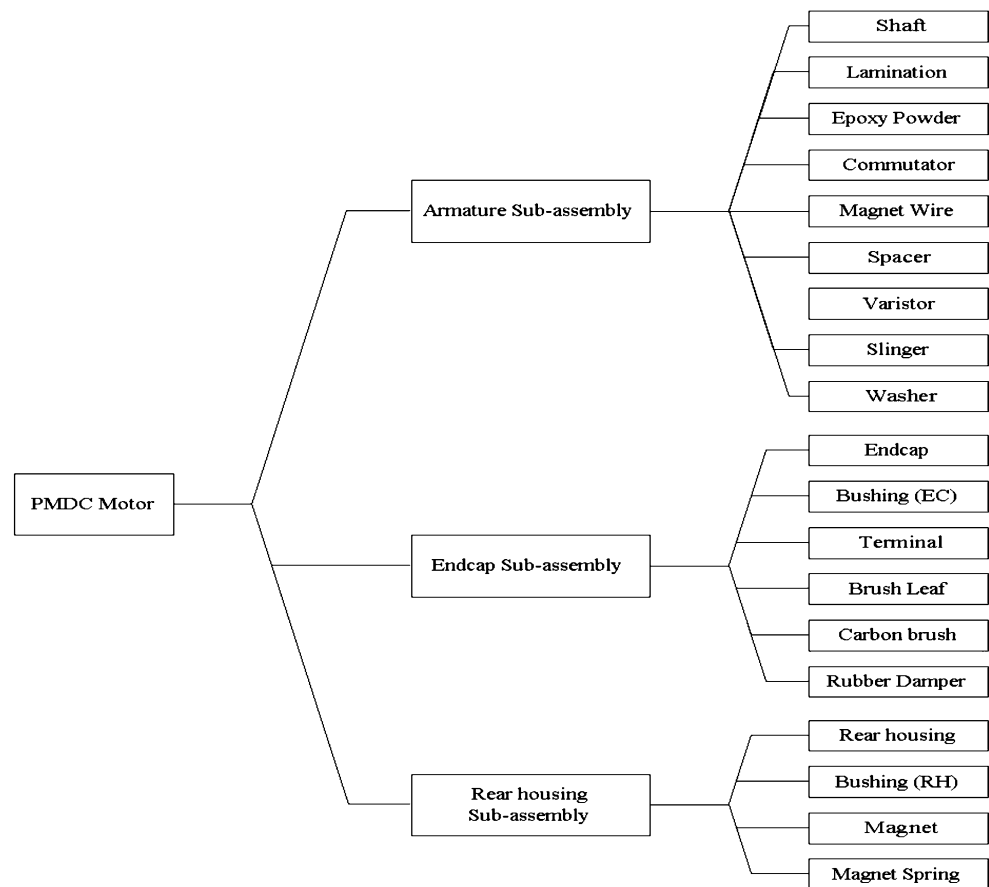 PMDC Motor
Armature Sub-assembly
Shaft
Lamination
Epoxy Powder
Commutator
Magnet Wire
Spacer
Varistor
Slinger
Washer
Endcap Sub-assembly
Endcap
Bushing (EC)
Terminal
Brush Leaf
Carbon brush
Rubber Damper
Rear housing
Sub-assembly
Rear housing
Bushing (RH)
Magnet
Magnet Spring